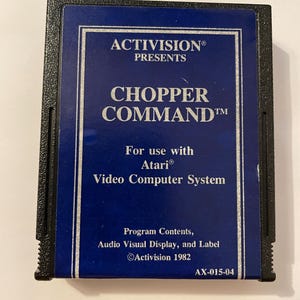 ACTIVISION®
PRESENTS
CHOPPER
COMMAND™
For use with
Atari®
Video Computer System
Program Contents,
Audio Visual Display, and Label
©Activision 1982
AX-015-04